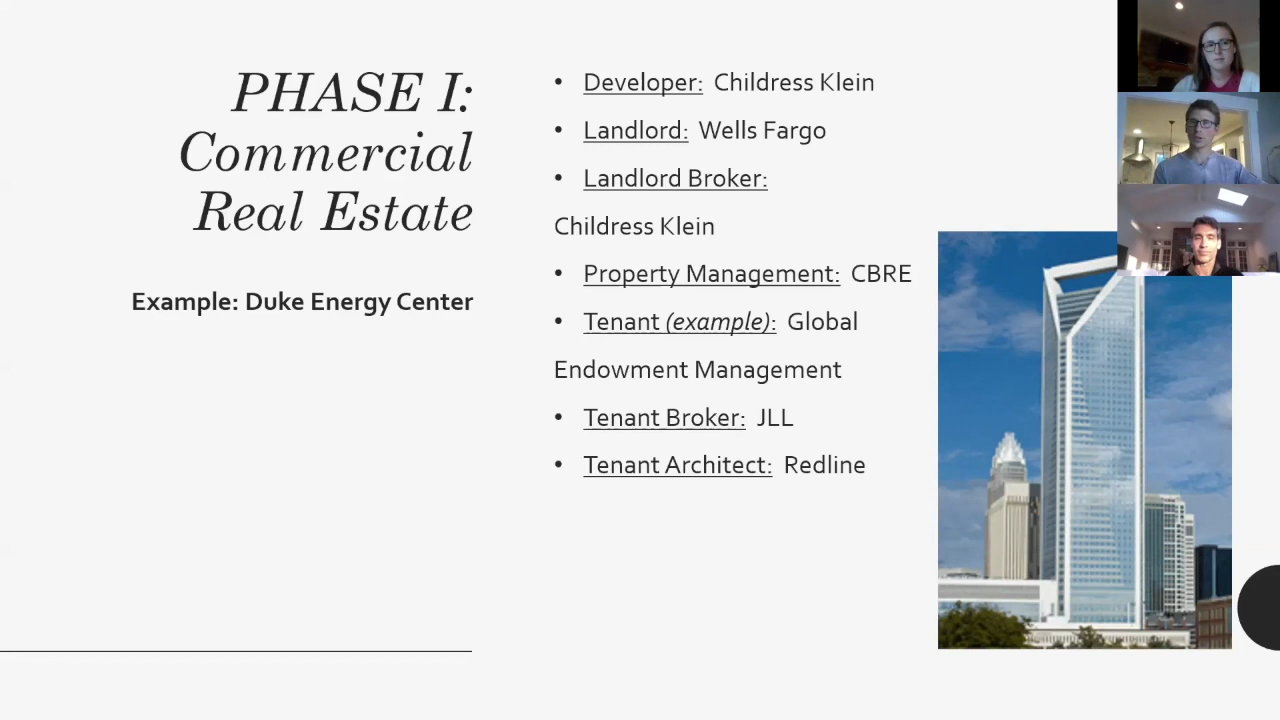 PHASE I:
Commercial
Real Estate
Example: Duke Energy Center
• Developer: Childress Klein
• Landlord: Wells Fargo
• Landlord Broker:
Childress Klein
• Property Management: CBRE
• Tenant (example): Global
Endowment Management
• Tenant Broker: JLL
• Tenant Architect: Redline